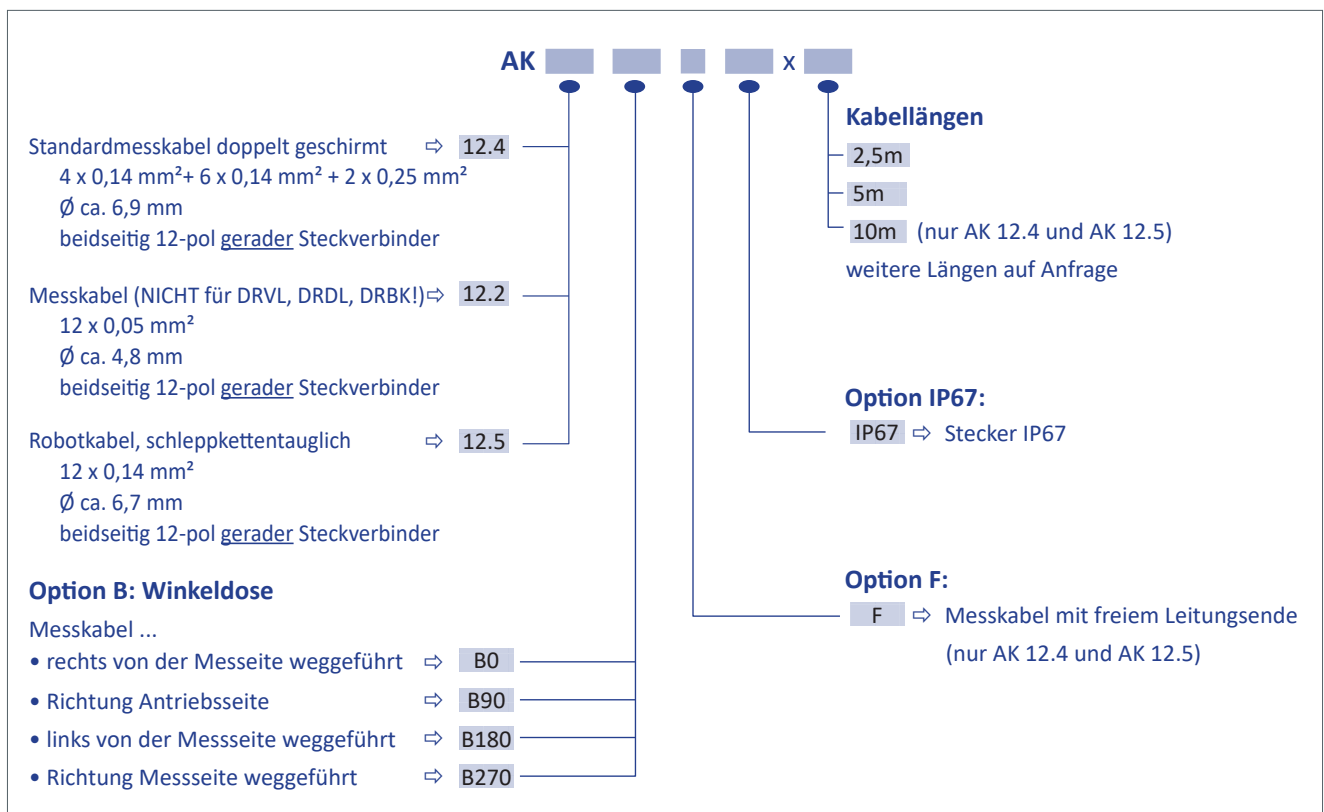 AK x
Standardmesskabel doppelt geschirmt ⇨ 12.4
4 x 0,14 mm²+ 6 x 0,14 mm² + 2 x 0,25 mm²
Ø ca. 6,9 mm
beidseitig 12-pol gerader Steckverbinder
Messkabel (NICHT für DRVL, DRDL, DRBK!)⇨ 12.2
12 x 0,05 mm²
Ø ca. 4,8 mm
beidseitig 12-pol gerader Steckverbinder
Robotkabel, schleppkettentauglich ⇨ 12.5
12 x 0,14 mm²
Ø ca. 6,7 mm
beidseitig 12-pol gerader Steckverbinder
Option B: Winkeldose
Messkabel ...
• rechts von der Messeite weggeführt ⇨ B0
• Richtung Antriebsseite ⇨ B90
• links von der Messseite weggeführt ⇨ B180
• Richtung Messseite weggeführt ⇨ B270
Kabellängen
2,5m
5m
10m (nur AK 12.4 und AK 12.5)
weitere Längen auf Anfrage
Option IP67:
IP67 ⇨ Stecker IP67
Option F:
F ⇨ Messkabel mit freiem Leitungsende
(nur AK 12.4 und AK 12.5)